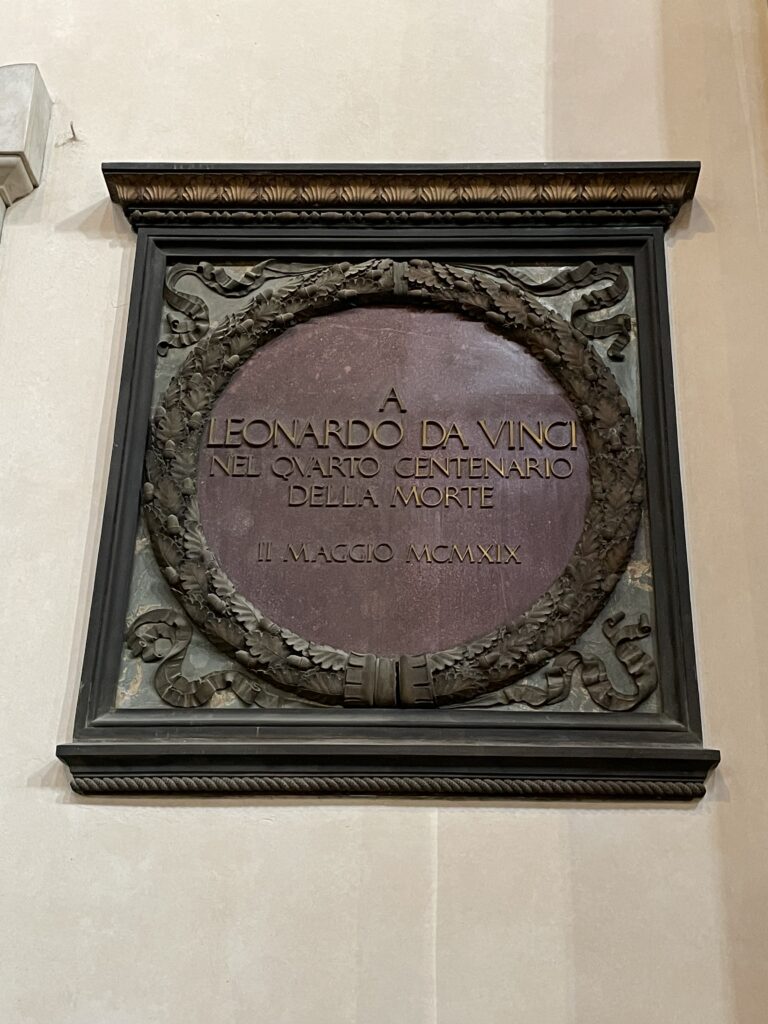 A
LEONARDO DA VINCI
NEL QVARTO CENTENARIO
DELLA MORTE
II MAGGIO MCMXIX